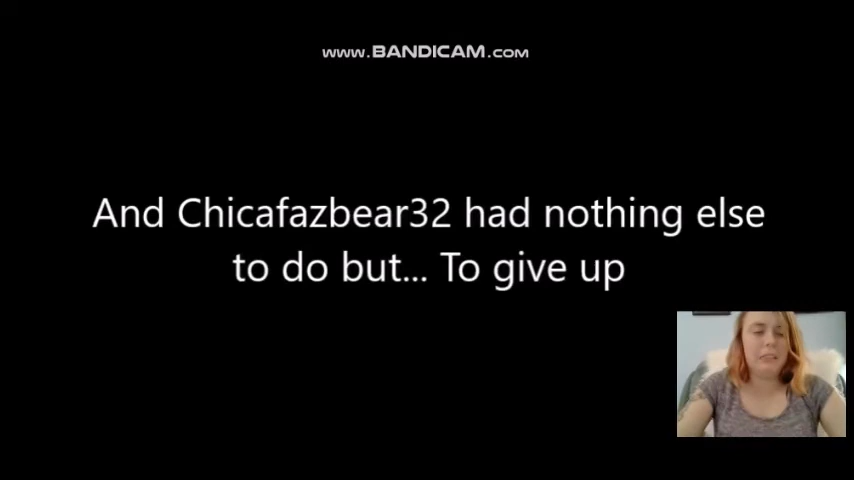 www.BANDICAM.com
And Chicafazbear32 had nothing else
to do but... To give up